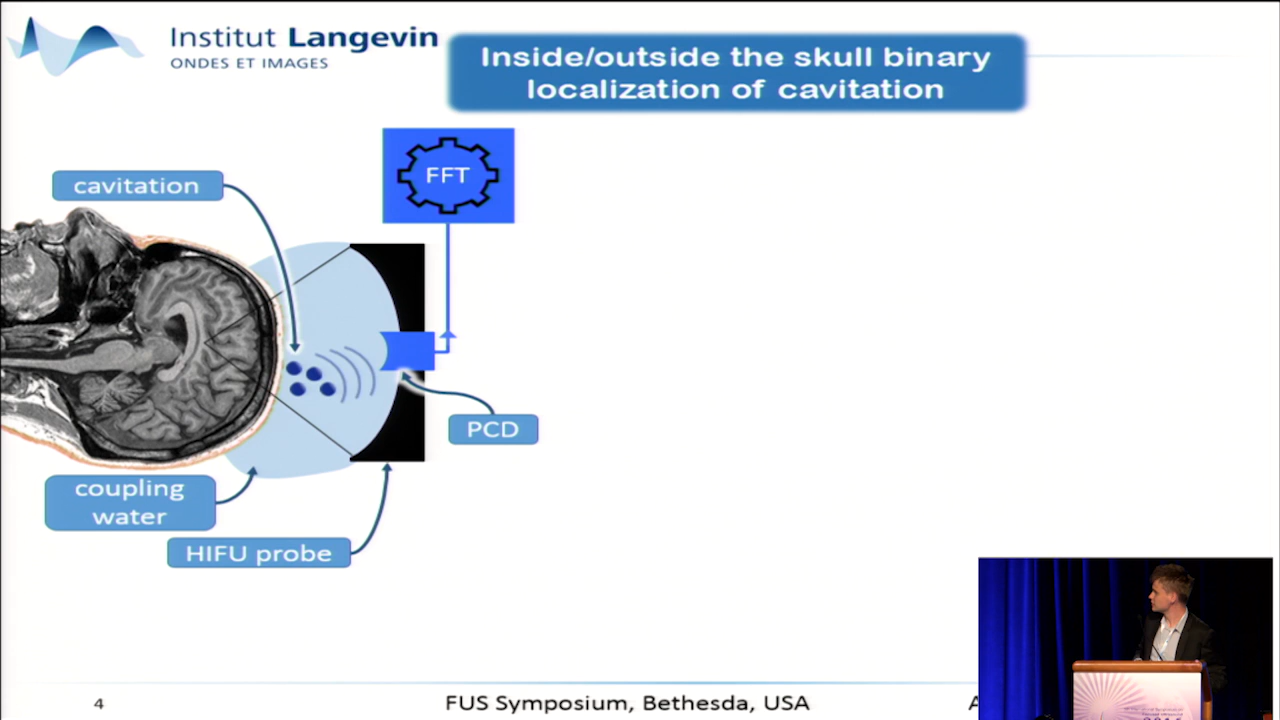 Institut Langevin
ONDES ET IMAGES
Inside/outside the skull binary
localization of cavitation
FFT
cavitation
PCD
coupling
water
HIFU probe
4
FUS Symposium, Bethesda, USA
A